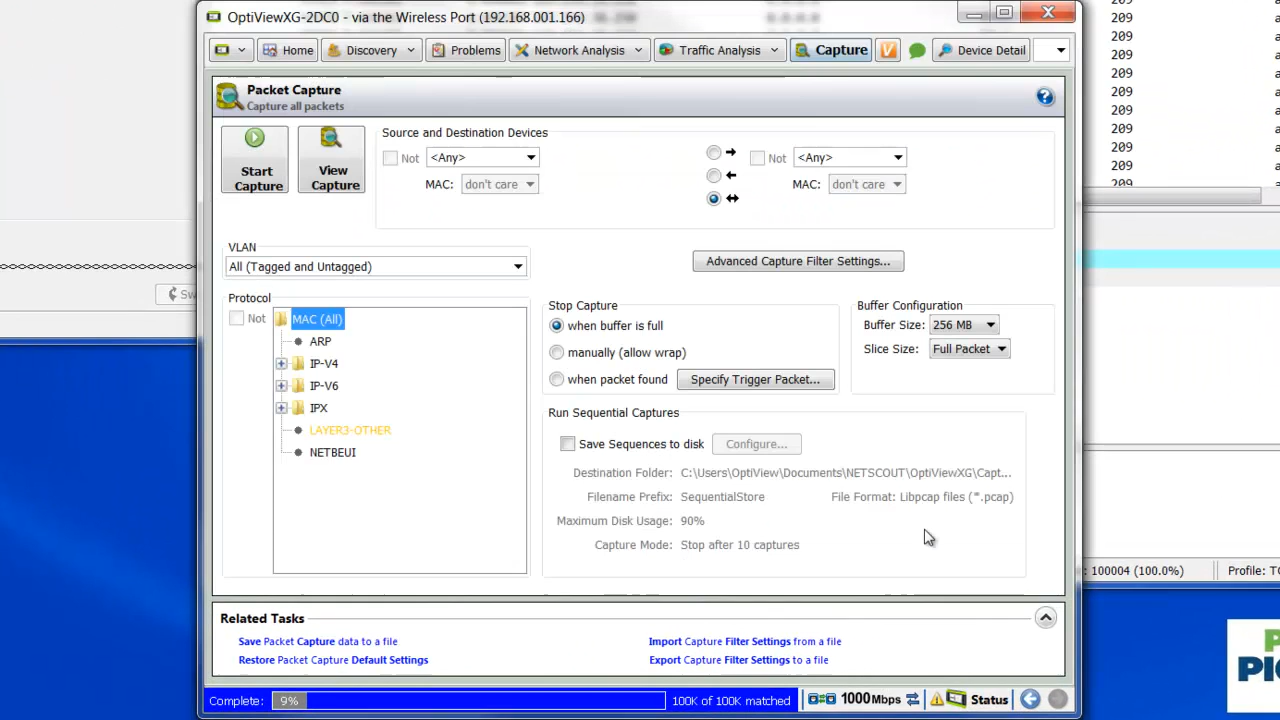 OptiViewXG-2DC0 - via the Wireless Port (192.168.001.166)
Home
Discovery
Problems
Network Analysis
Traffic Analysis
Capture
V
Device Detail
Packet Capture
Capture all packets
Start Capture
View Capture
Source and Destination Devices
Not
<Any>
MAC: don't care
Not
<Any>
MAC: don't care
VLAN
All (Tagged and Untagged)
Advanced Capture Filter Settings...
Protocol
Not
MAC (All)
ARP
IP-V4
IP-V6
IPX
LAYER3-OTHER
NETBEUI
Stop Capture
when buffer is full
manually (allow wrap)
when packet found
Specify Trigger Packet...
Buffer Configuration
Buffer Size: 256 MB
Slice Size: Full Packet
Run Sequential Captures
Save Sequences to disk
Configure...
Destination Folder: C:\Users\OptiView\Documents\NETSCOUT\OptiViewXG\Capt...
Filename Prefix: SequentialStore
File Format: Libpcap files (*.pcap)
Maximum Disk Usage: 90%
Capture Mode: Stop after 10 captures
Related Tasks
Save Packet Capture data to a file
Restore Packet Capture Default Settings
Import Capture Filter Settings from a file
Export Capture Filter Settings to a file
Complete: 9%
100K of 100K matched
1000Mbps
Status
209
209
209
209
209
209
209
209
: 100004 (100.0%)
Profile: